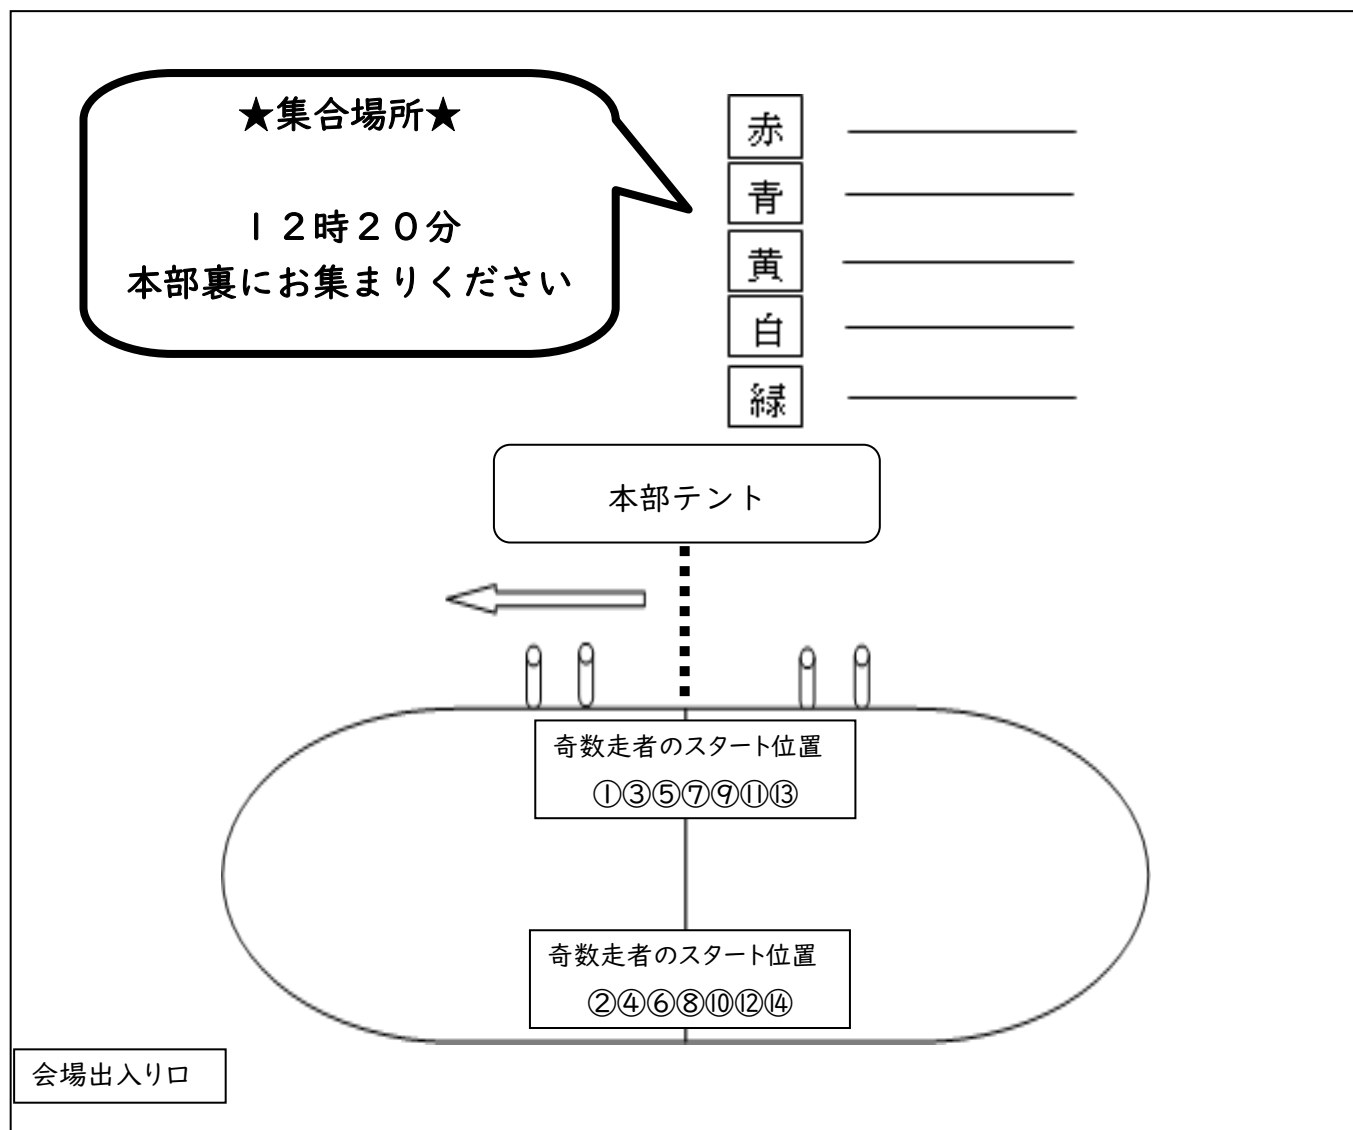 ★集合場所★
１２時２０分
本部裏にお集まりください
赤
青
黄
白
緑
本部テント
奇数走者のスタート位置
①③⑤⑦⑨⑪⑬
奇数走者のスタート位置
②④⑥⑧⑩⑫⑭
会場出入り口